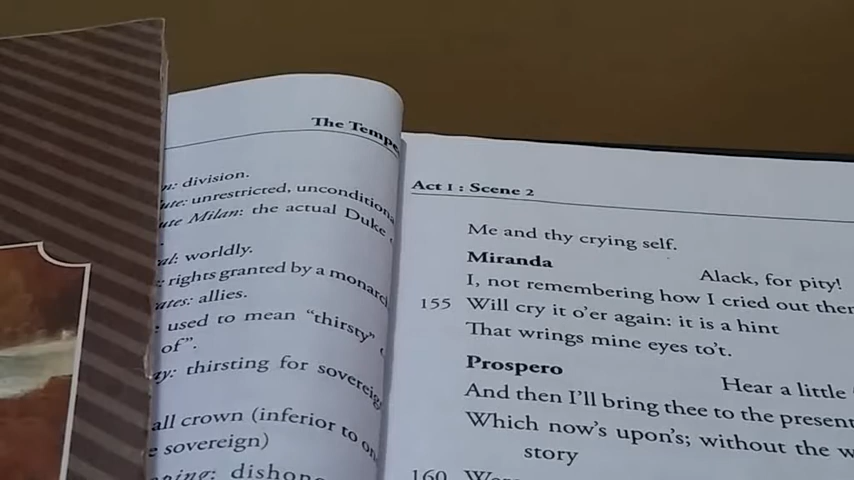 The Tempe
division.
unrestricted, unconditiona
Milan: the actual Duke
worldly.
rights granted by a monarc
allies.
used to mean "thirsty"
of".
thirsting for sovereign
all crown (inferior to on
sovereign)
dishono
Act I : Scene 2
Me and thy crying self.
Miranda
Alack, for pity!
I, not remembering how I cried out then
155 Will cry it o'er again: it is a hint
That wrings mine eyes to't.
Prospero
Hear a little
And then I'll bring thee to the present
Which now's upon's; without the w
story
160 Wer